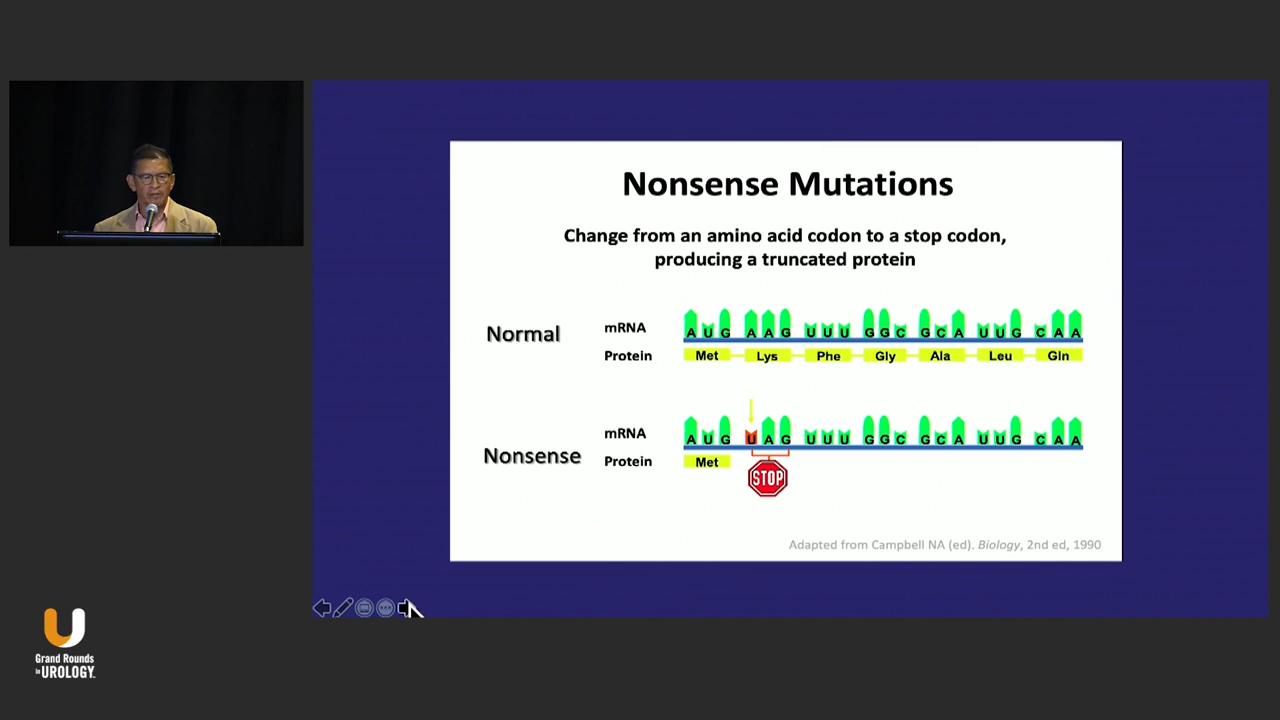 Nonsense Mutations
Change from an amino acid codon to a stop codon,
producing a truncated protein
Normal
mRNA
A U G A A G U U U G G C G C A U U G C A A
Protein
Met Lys Phe Gly Ala Leu Gln
Nonsense
mRNA
A U G U A G U U U G G C G C A U U G C A A
Protein
Met
STOP
Adapted from Campbell NA (ed). Biology, 2nd ed, 1990
Grand Rounds
in UROLOGY